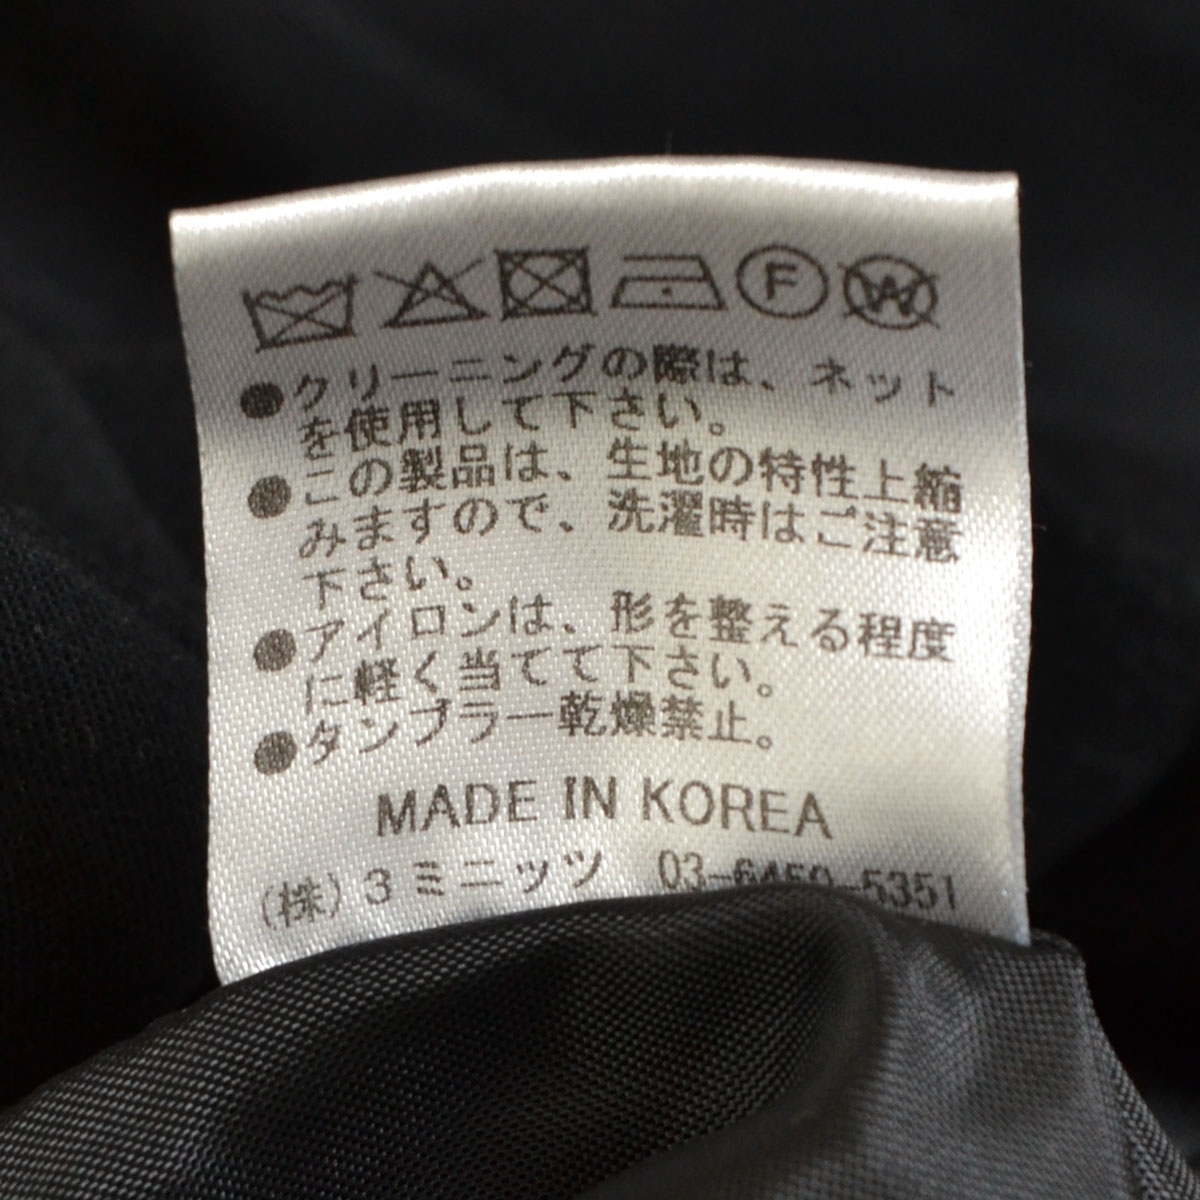 F W
●クリーニングの際は、ネット
を使用して下さい。
●この製品は、生地の特性上縮
みますので、洗濯時はご注意
下さい。
●アイロンは、形を整える程度
に軽く当てて下さい。
●タンブラー乾燥禁止。
MADE IN KOREA
(株)3ミニッツ 03-6450-5351